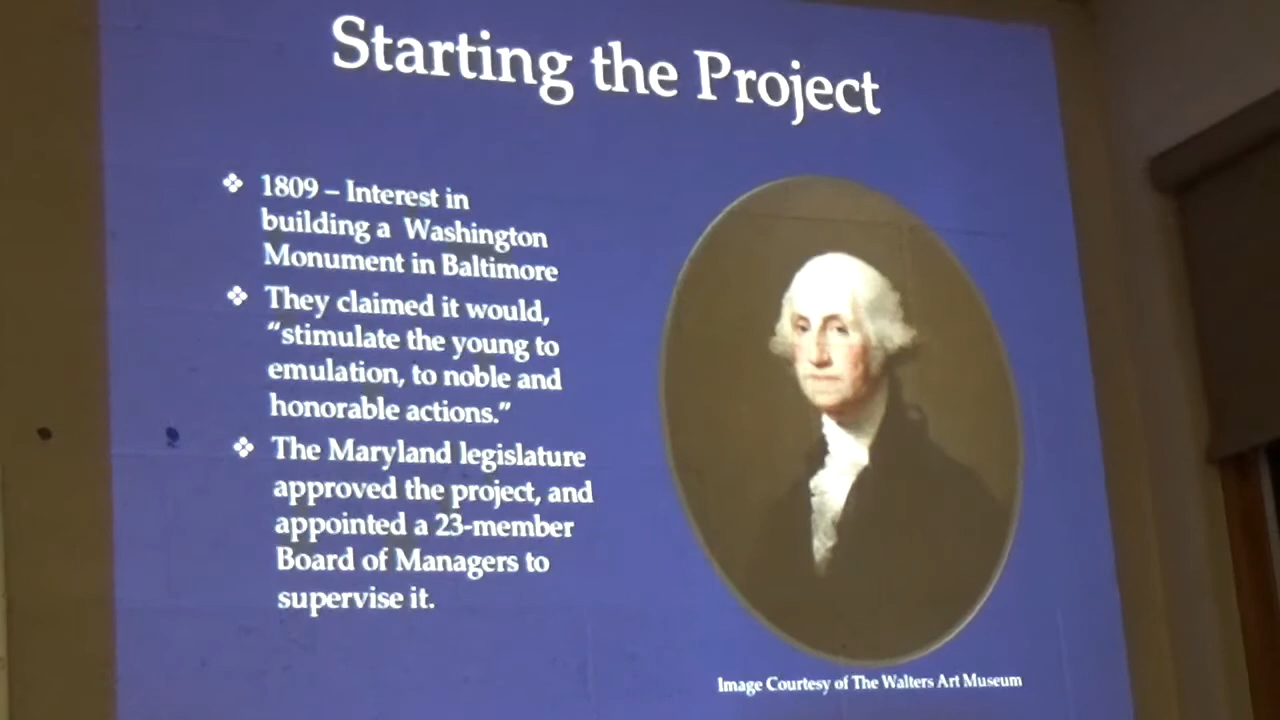 Starting the Project
❖ 1809 – Interest in
building a Washington
Monument in Baltimore
❖ They claimed it would,
“stimulate the young to
emulation, to noble and
honorable actions.”
❖ The Maryland legislature
approved the project, and
appointed a 23-member
Board of Managers to
supervise it.
Image Courtesy of The Walters Art Museum